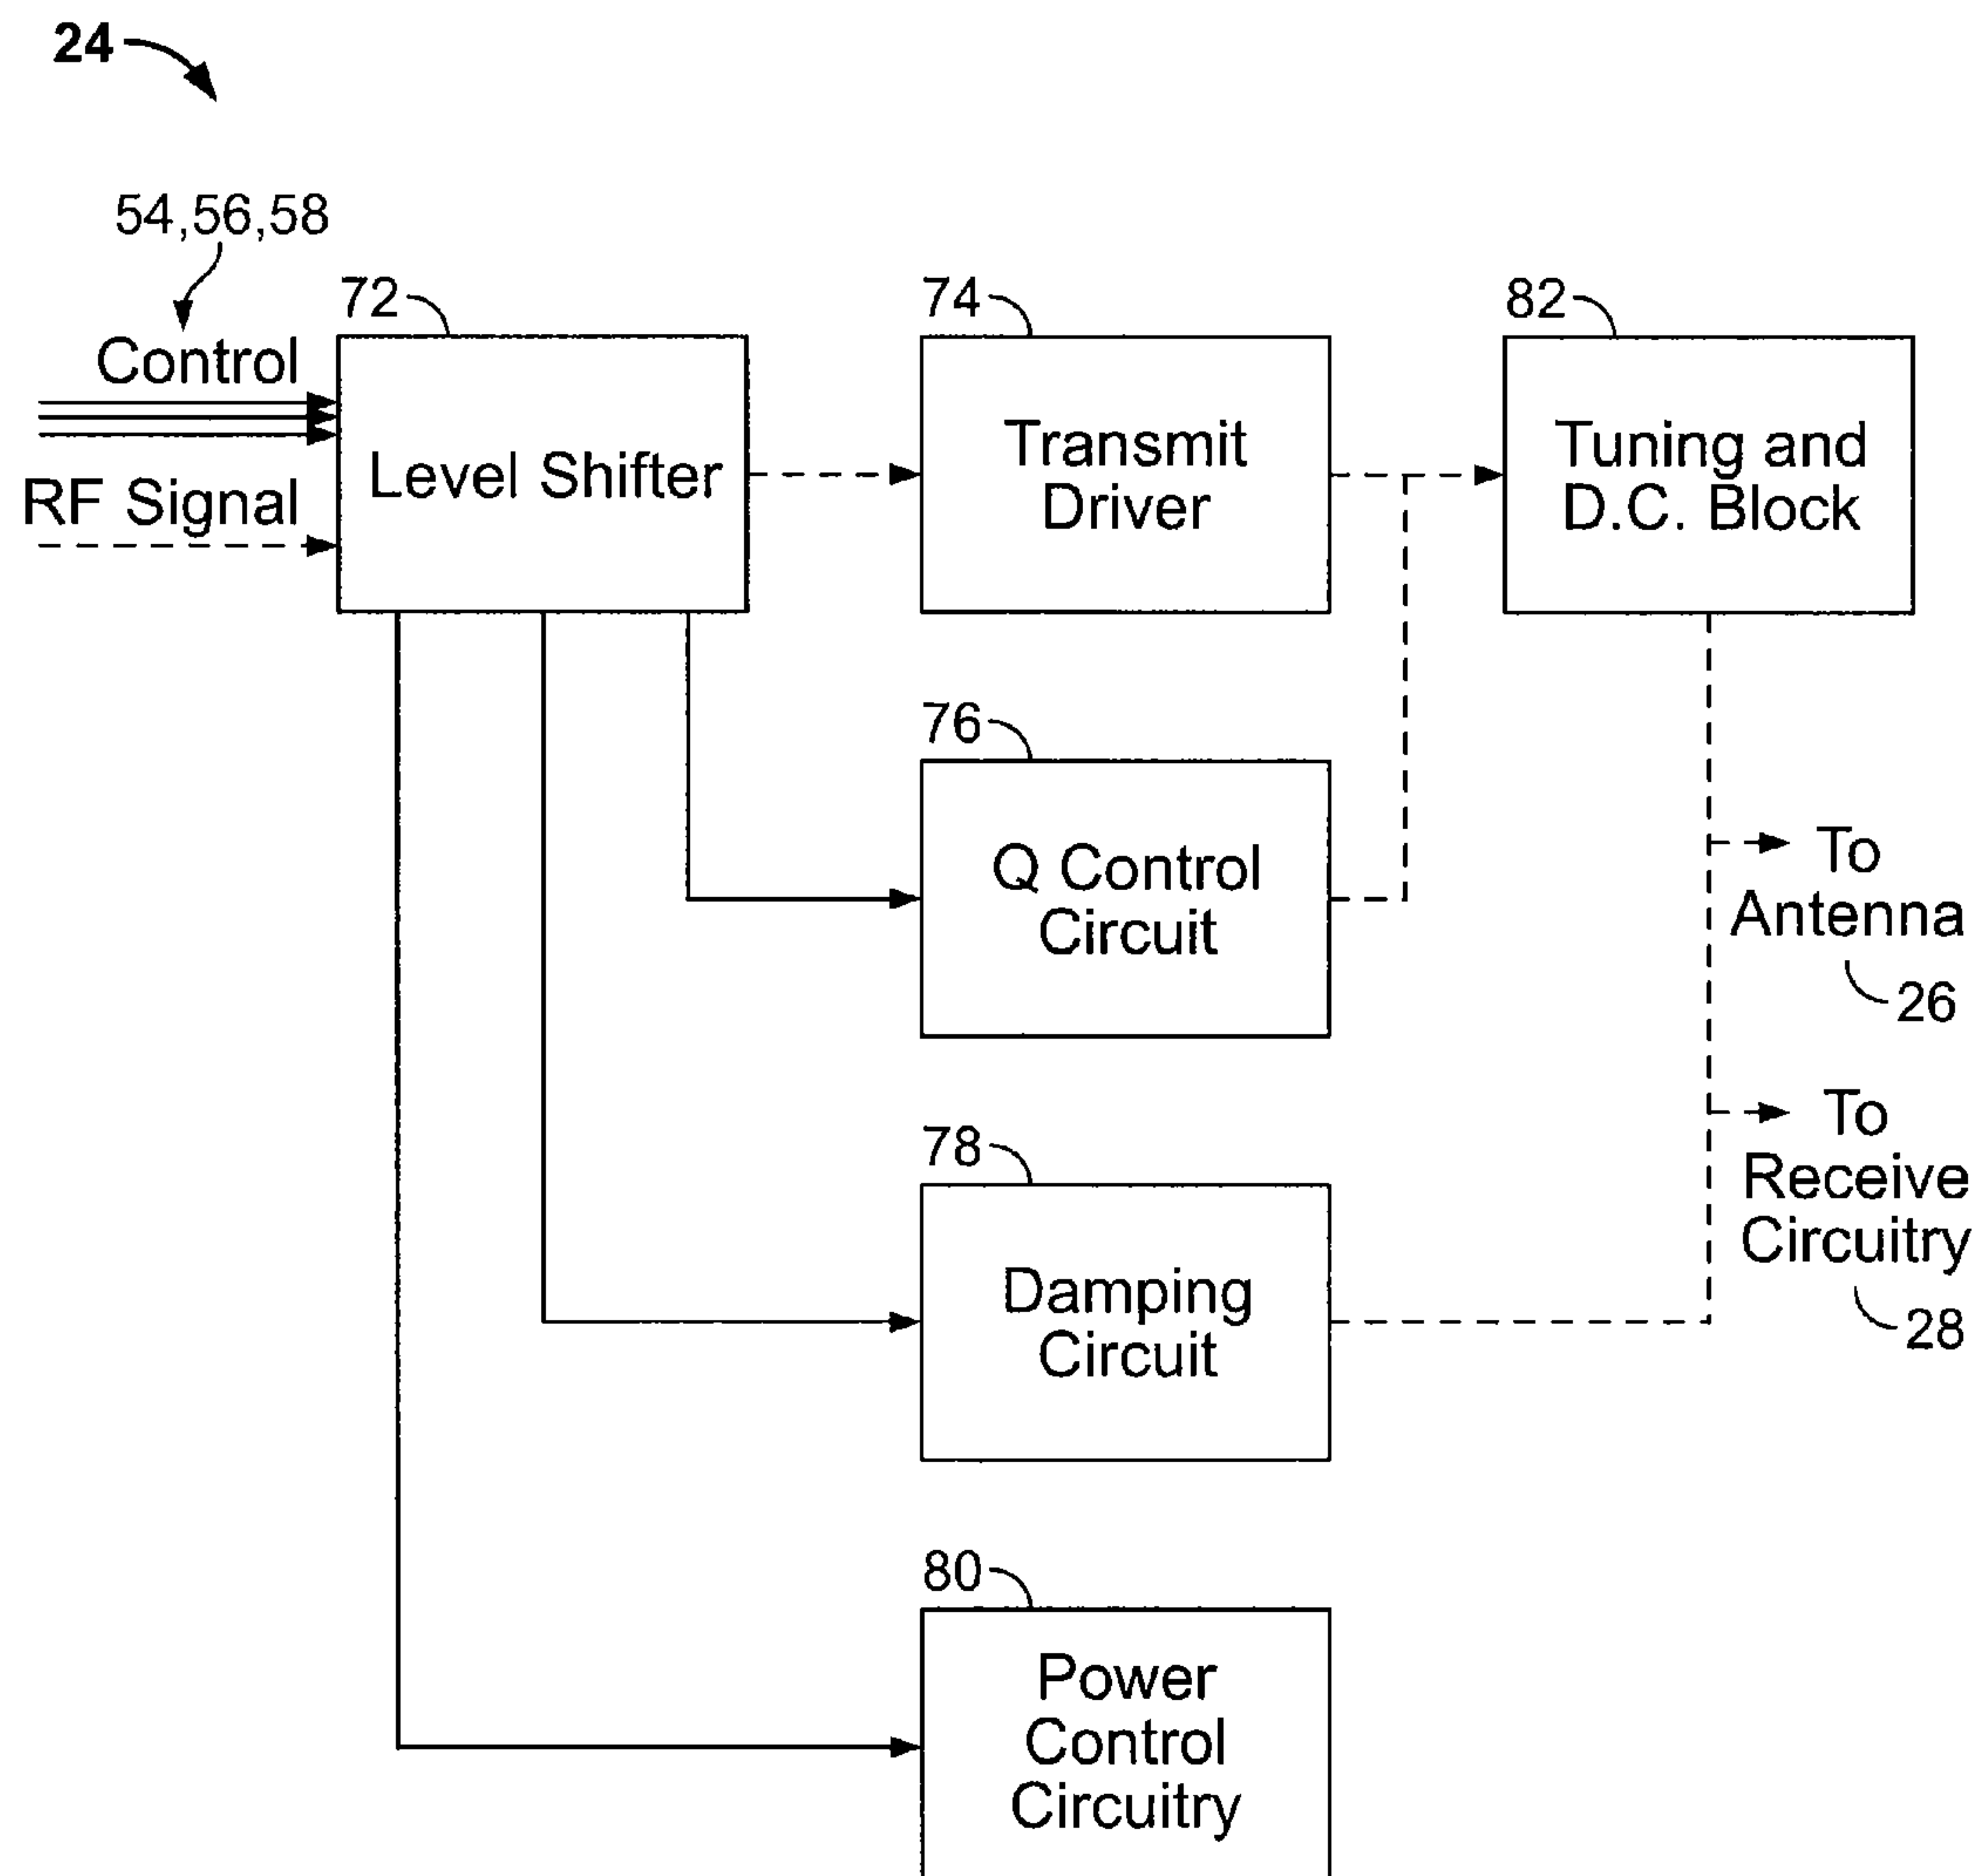 24
54,56,58
Control
RF Signal
72
Level Shifter
74
Transmit
Driver
82
Tuning and
D.C. Block
76
Q Control
Circuit
To
Antenna
26
78
Damping
Circuit
To
Receive
Circuitry
28
80
Power
Control
Circuitry